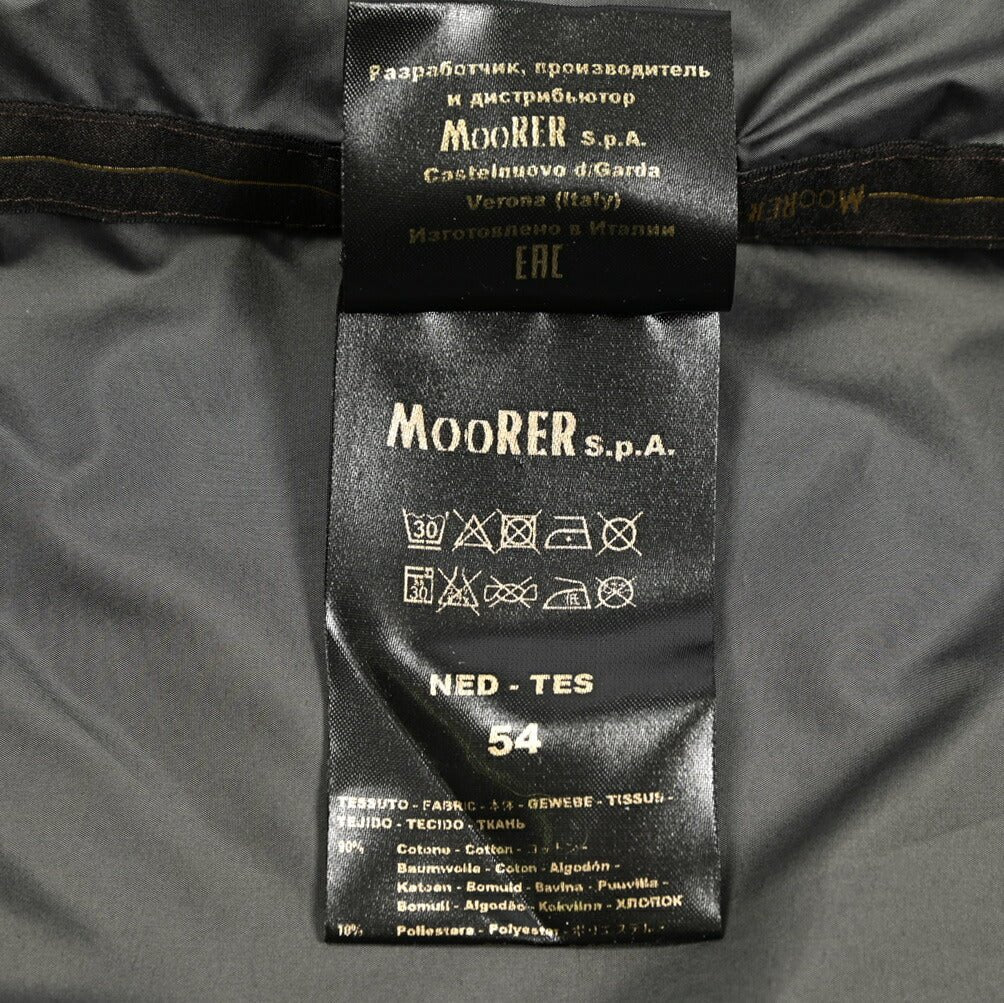 Разработчик, производитель
и дистрибьютор
MOORER S.p.A.
Castelnuovo d/Garda
Verona (Italy)
Изготовлено в Италии
EAC
MOORER
MOORER S.p.A.
30
30
NED - TES
54
TESSUTO - FABRIC - - GEWEBE - TISSUS -
TEJIDO - TECIDO - ТКАНЬ
90% Cotone - Cotton -
Baumwolle - Coton - Algodón -
Katoen - Bomuld - Bavlna - Puuvilla -
Bomull - Algodão - - ХЛОПОК
10% Poliestere - Polyester